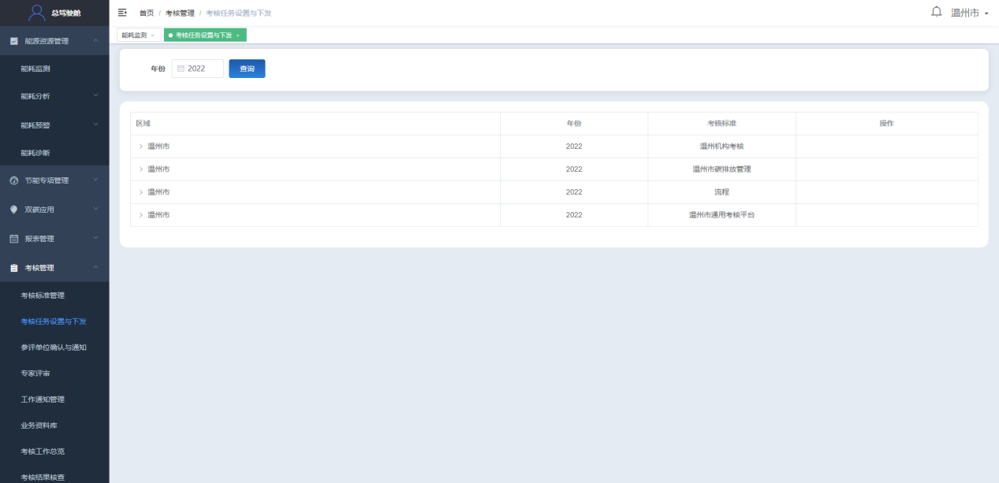 总驾驶舱
首页 / 考核管理 / 考核任务设置与下发
温州市
能耗监测 ×
考核任务设置与下发 ×
能源资源管理
能耗监测
能耗分析
能耗预警
能耗诊断
节能专项管理
双碳应用
报表管理
考核管理
考核标准管理
考核任务设置与下发
参评单位确认与通知
专家评审
工作通知管理
业务资料库
考核工作总览
考核结果核查
年份 2022 查询
区域 年份 考核标准 操作
温州市 2022 温州机构考核
温州市 2022 温州市碳排放管理
温州市 2022 流程
温州市 2022 温州市通用考核平台